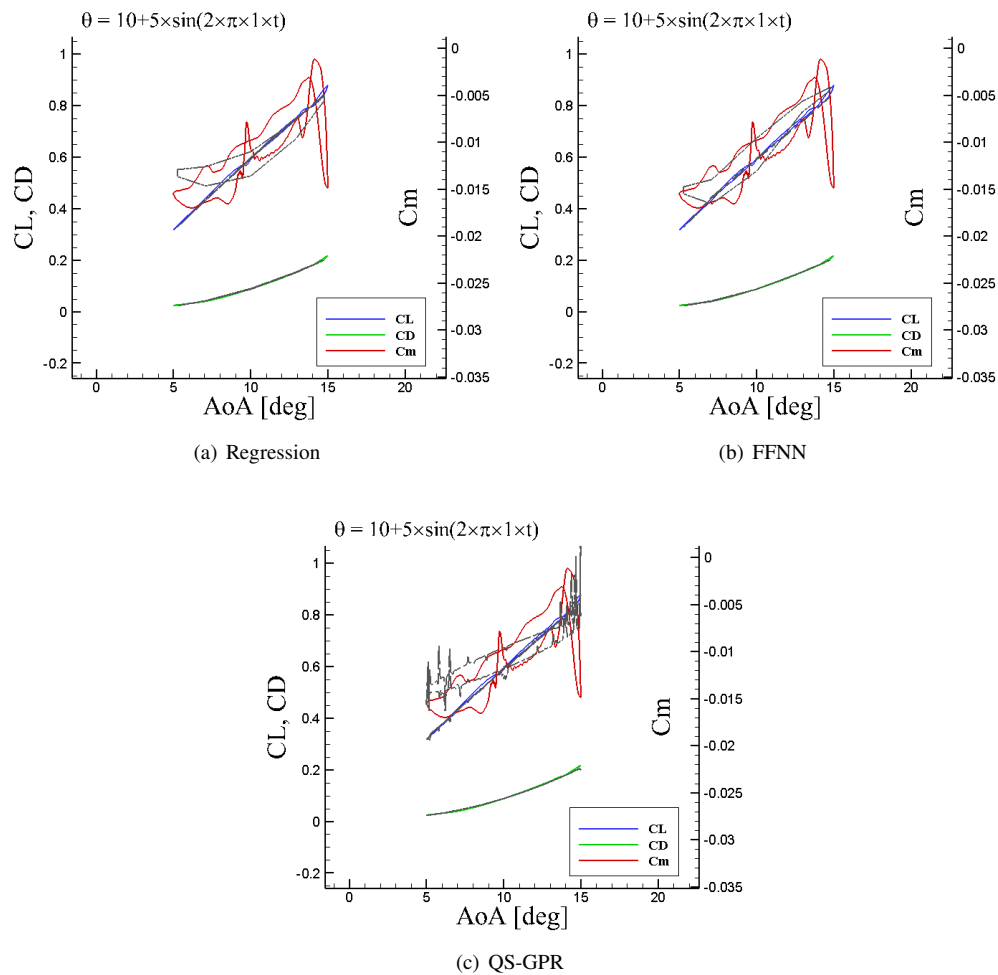 θ = 10+5×sin(2×π×1×t)
1
0.8
0.6
0.4
0.2
0
-0.2
CL, CD
0
-0.005
-0.01
-0.015
-0.02
-0.025
-0.03
-0.035
Cm
CL
CD
Cm
0 5 10 15 20
AoA [deg]
(a) Regression
θ = 10+5×sin(2×π×1×t)
1
0.8
0.6
0.4
0.2
0
-0.2
CL, CD
0
-0.005
-0.01
-0.015
-0.02
-0.025
-0.03
-0.035
Cm
CL
CD
Cm
0 5 10 15 20
AoA [deg]
(b) FFNN
θ = 10+5×sin(2×π×1×t)
1
0.8
0.6
0.4
0.2
0
-0.2
CL, CD
0
-0.005
-0.01
-0.015
-0.02
-0.025
-0.03
-0.035
Cm
CL
CD
Cm
0 5 10 15 20
AoA [deg]
(c) QS-GPR